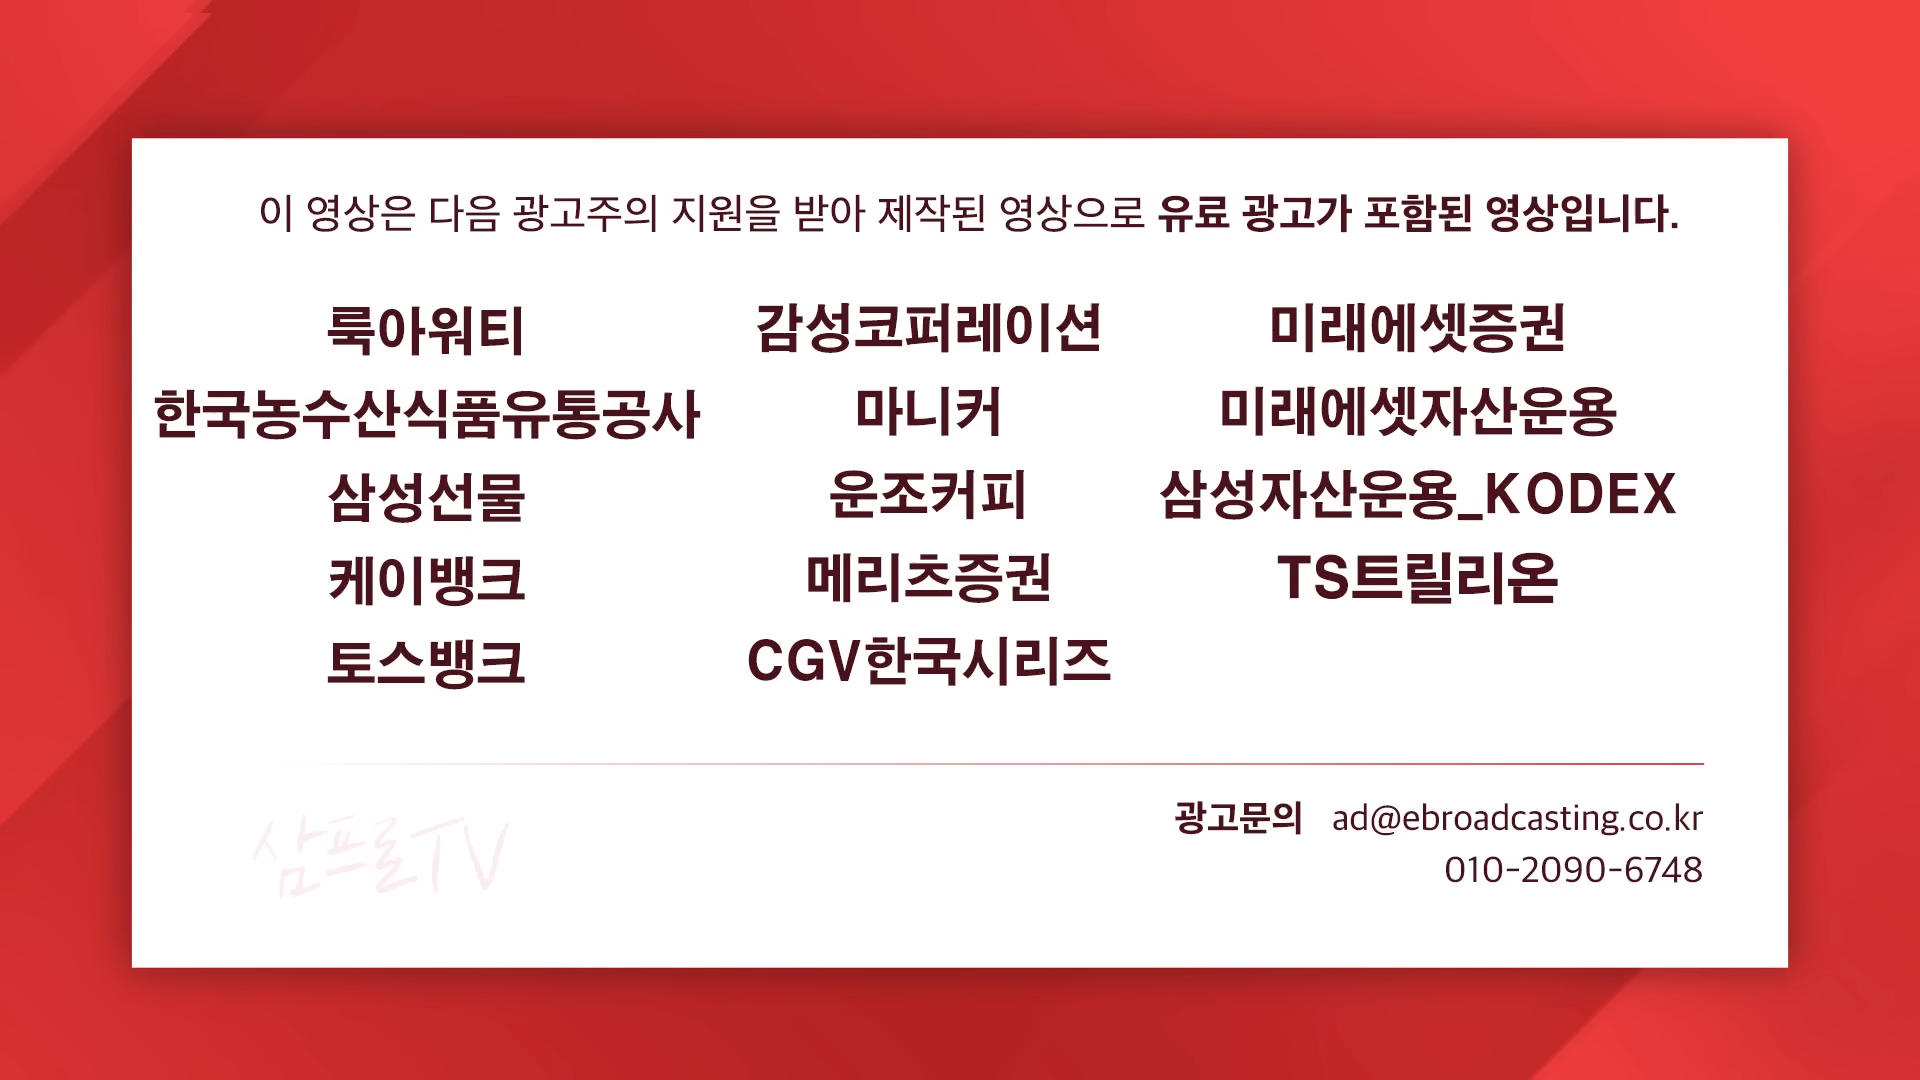 이 영상은 다음 광고주의 지원을 받아 제작된 영상으로 유료 광고가 포함된 영상입니다.
룩아워티
한국농수산식품유통공사
삼성선물
케이뱅크
토스뱅크
감성코퍼레이션
마니커
운조커피
메리츠증권
CGV한국시리즈
미래에셋증권
미래에셋자산운용
삼성자산운용_KODEX
TS트릴리온
삼프로TV
광고문의 ad@ebroadcasting.co.kr
010-2090-6748